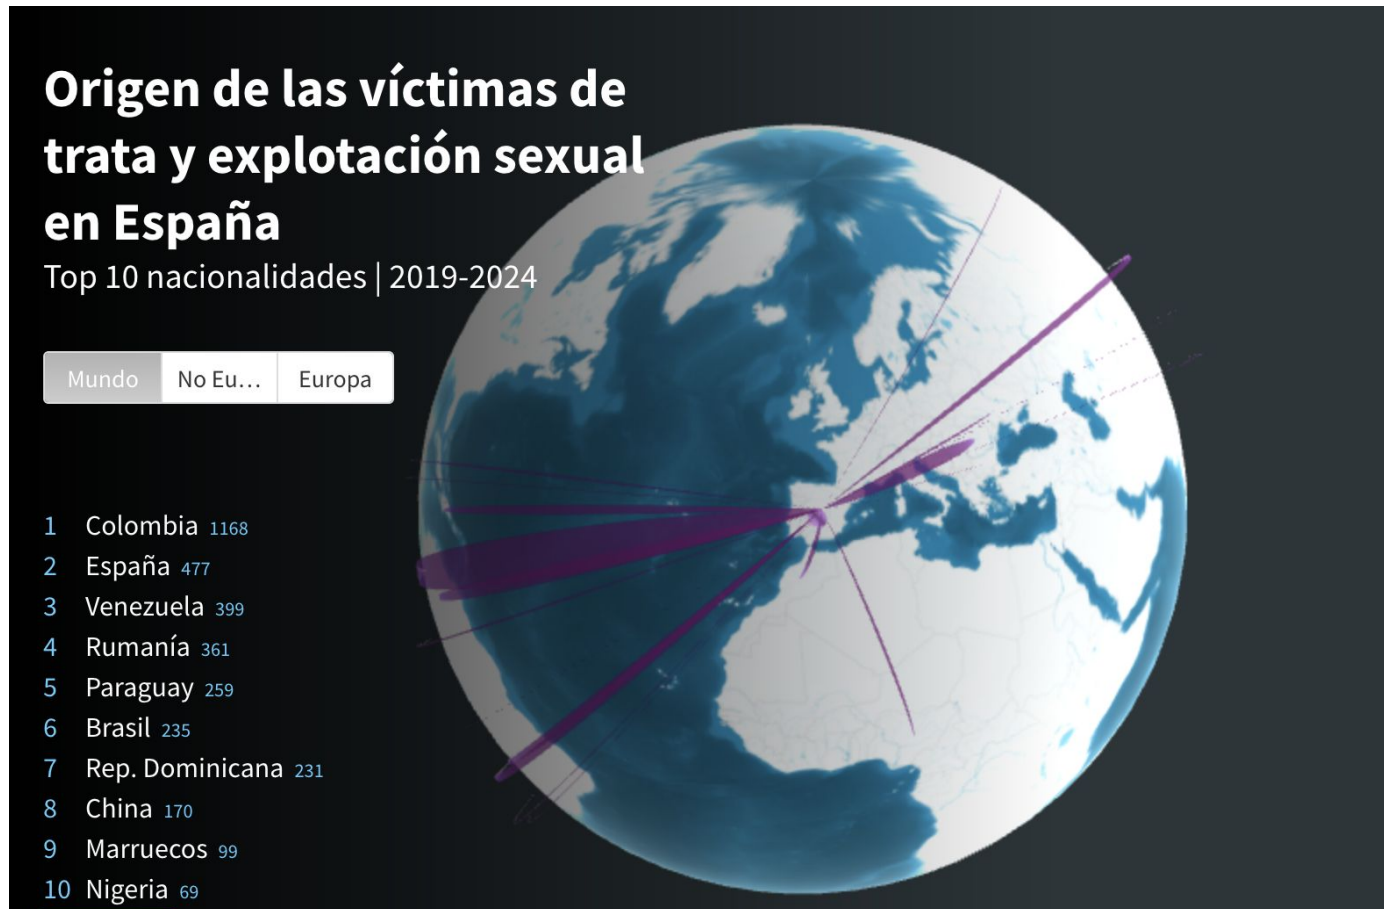 Origen de las víctimas de
trata y explotación sexual
en España
Top 10 nacionalidades | 2019-2024
Mundo No Eu... Europa
1 Colombia 1168
2 España 477
3 Venezuela 399
4 Rumanía 361
5 Paraguay 259
6 Brasil 235
7 Rep. Dominicana 231
8 China 170
9 Marruecos 99
10 Nigeria 69